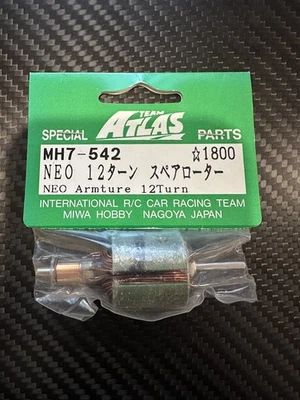 TEAM
ATLAS
SPECIAL PARTS
MH7-542 ☆1800
NEO 12ターン スペアローター
NEO Armture 12Turn
INTERNATIONAL R/C CAR RACING TEAM
MIWA HOBBY NAGOYA JAPAN